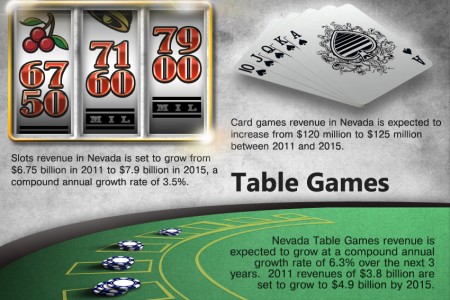 67
50
71
60
79
00
MIL
MIL
10 J Q K A
Slots revenue in Nevada is set to grow from
$6.75 billion in 2011 to $7.9 billion in 2015, a
compound annual growth rate of 3.5%.
Card games revenue in Nevada is expected to
increase from $120 million to $125 million
between 2011 and 2015.
Table Games
Nevada Table Games revenue is
expected to grow at a compound annual
growth rate of 6.3% over the next 3
years. 2011 revenues of $3.8 billion are
set to grow to $4.9 billion by 2015.